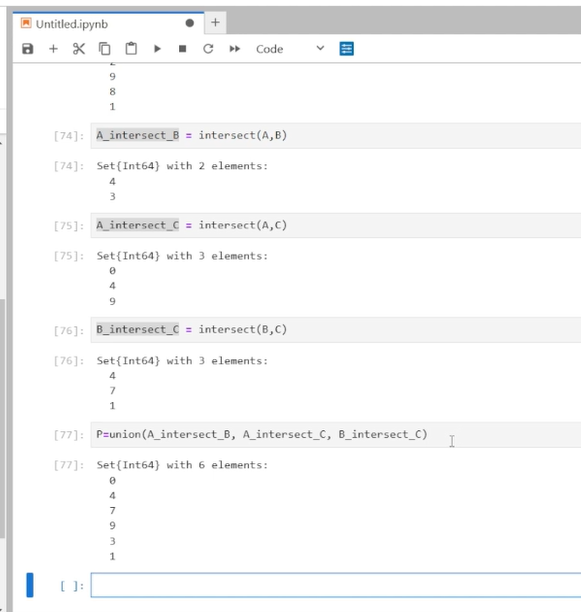 Untitled.ipynb
Code
9
8
1
[74]: A_intersect_B = intersect(A,B)
[74]: Set{Int64} with 2 elements:
4
3
[75]: A_intersect_C = intersect(A,C)
[75]: Set{Int64} with 3 elements:
0
4
9
[76]: B_intersect_C = intersect(B,C)
[76]: Set{Int64} with 3 elements:
4
7
1
[77]: P=union(A_intersect_B, A_intersect_C, B_intersect_C)
[77]: Set{Int64} with 6 elements:
0
4
7
9
3
1
[ ]: